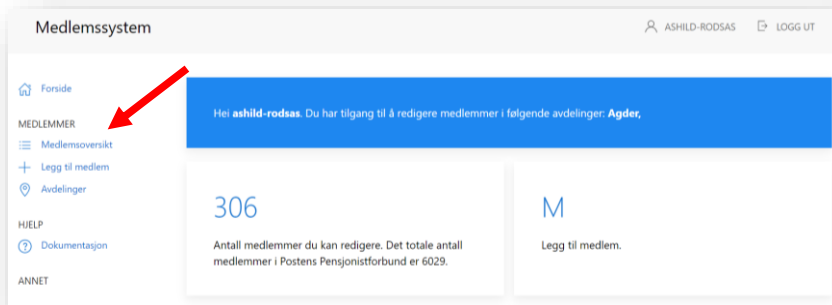 Medlemssystem
ASHILD-RODSAS
LOGG UT
Forside
MEDLEMMER
Medlemsoversikt
Legg til medlem
Avdelinger
HJELP
Dokumentasjon
ANNET
Hei ashild-rodsas. Du har tilgang til å redigere medlemmer i følgende avdelinger: Agder,
306
Antall medlemmer du kan redigere. Det totale antall
medlemmer i Postens Pensjonistforbund er 6029.
M
Legg til medlem.